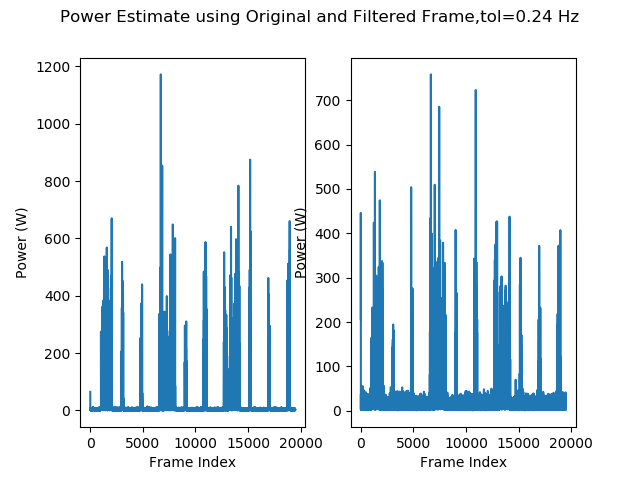 Power Estimate using Original and Filtered Frame,tol=0.24 Hz
Power (W)
1200
1000
800
600
400
200
0
0 5000 10000 15000 20000
Frame Index
Power (W)
700
600
500
400
300
200
100
0
0 5000 10000 15000 20000
Frame Index